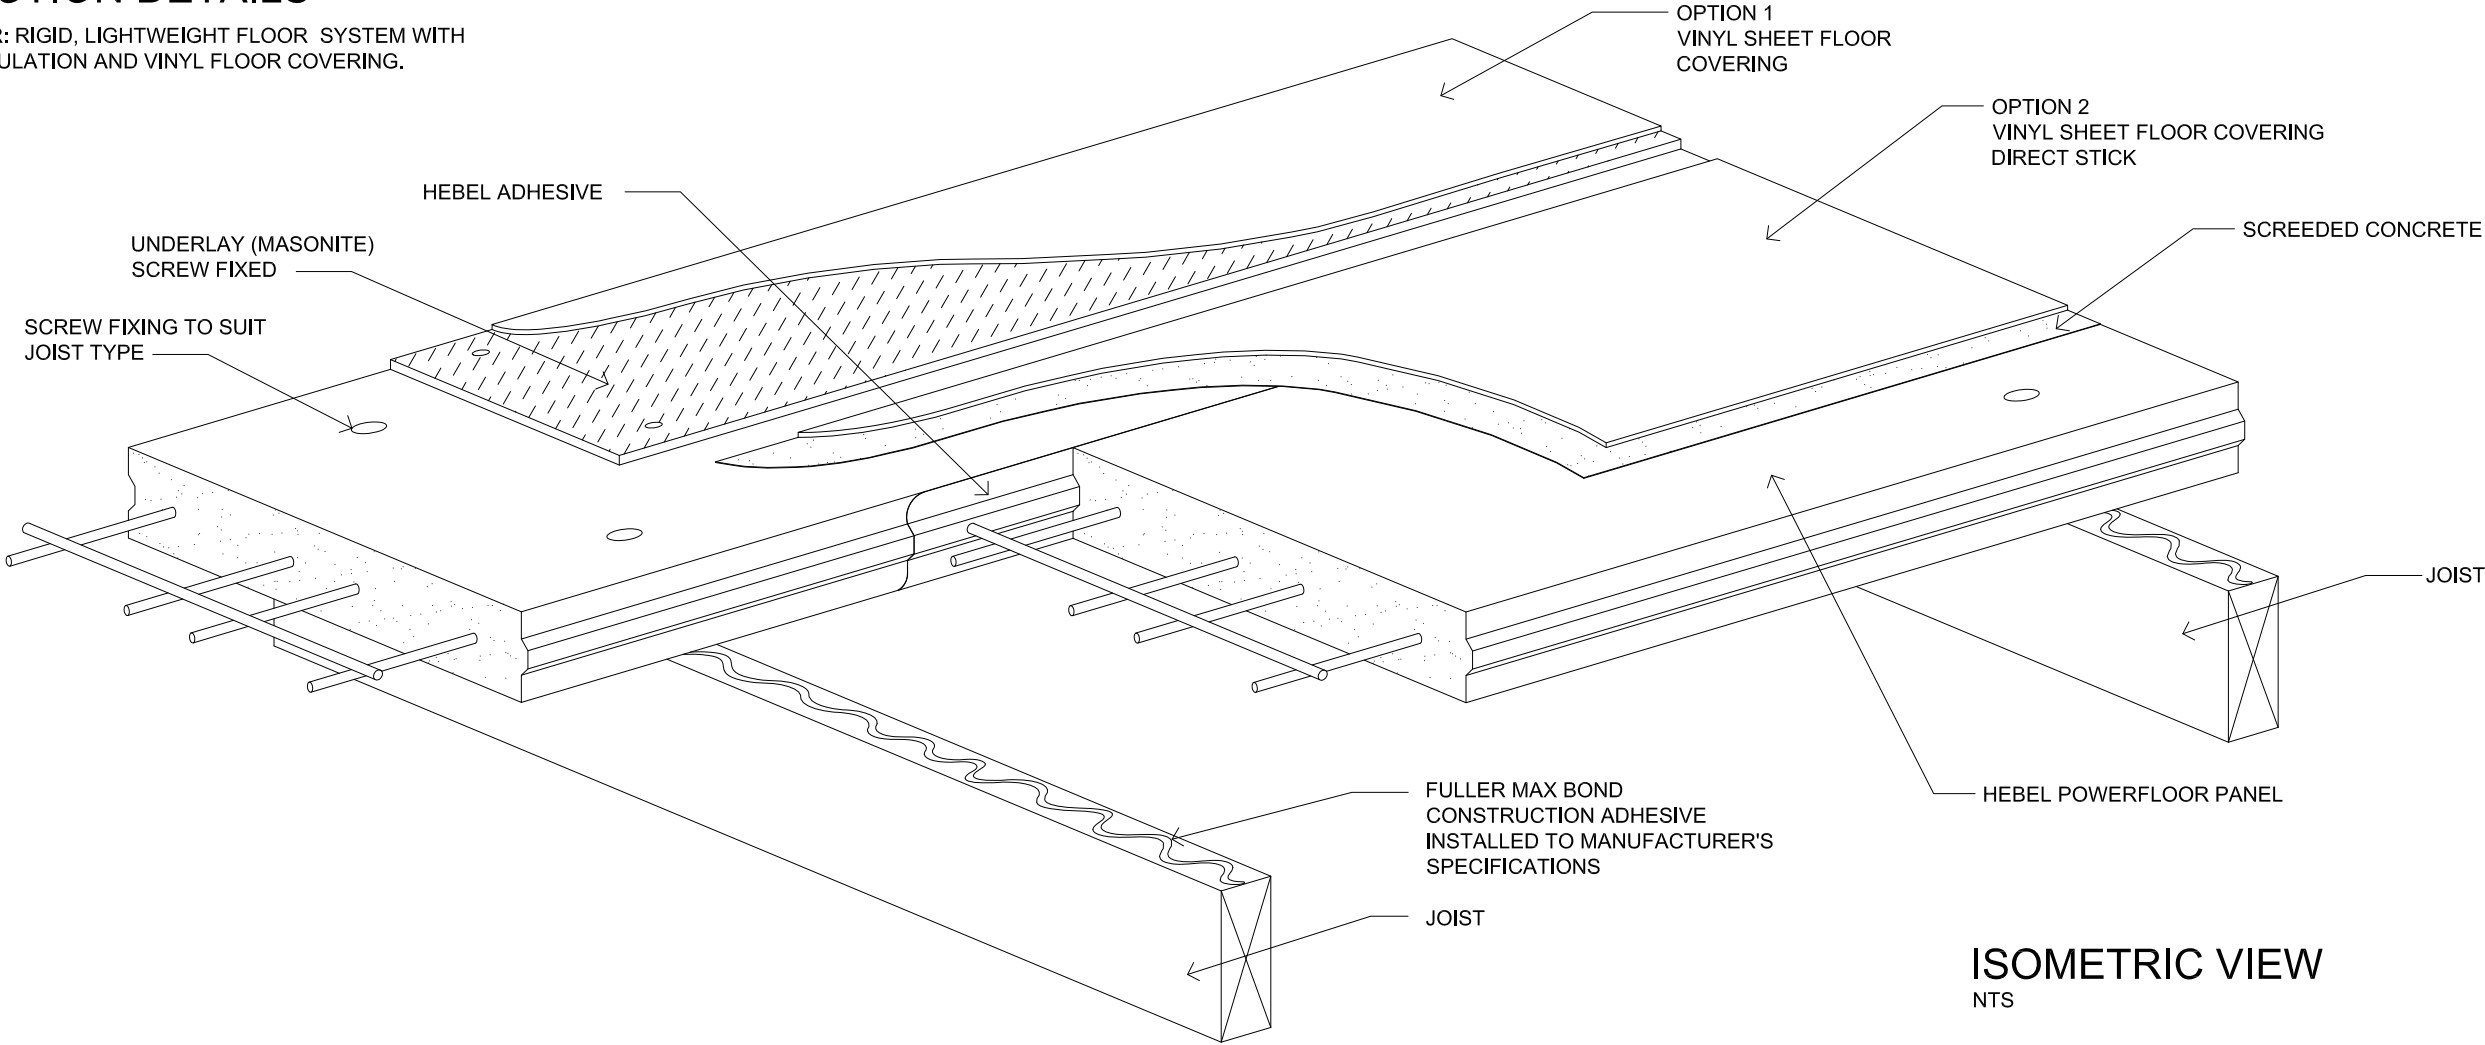 RIGID, LIGHTWEIGHT FLOOR SYSTEM WITH
AND VINYL FLOOR COVERING.
DETAILS
OPTION 1
VINYL SHEET FLOOR
COVERING
OPTION 2
VINYL SHEET FLOOR COVERING
DIRECT STICK
HEBEL ADHESIVE
SCREEDED CONCRETE
UNDERLAY (MASONITE)
SCREW FIXED
SCREW FIXING TO SUIT
JOIST TYPE
JOIST
FULLER MAX BOND
CONSTRUCTION ADHESIVE
INSTALLED TO MANUFACTURER'S
SPECIFICATIONS
HEBEL POWERFLOOR PANEL
JOIST
ISOMETRIC VIEW
NTS